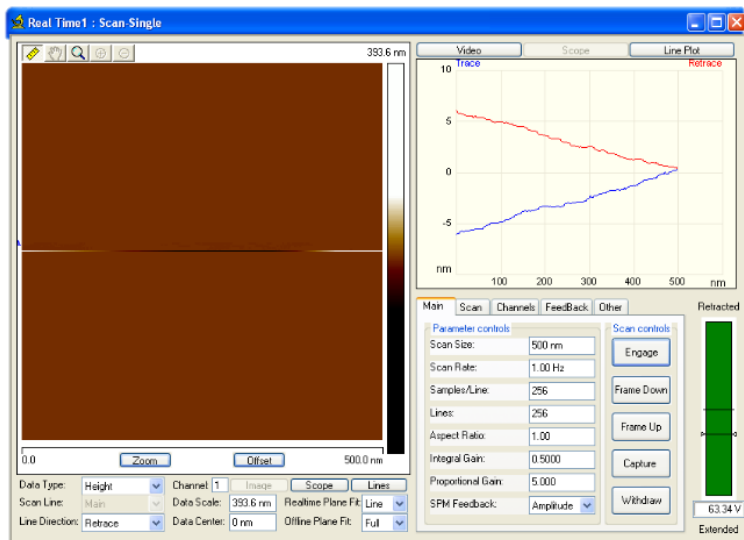 Real Time1 : Scan-Single
393.6 nm
0.0 Zoom Offset 500.0 nm
Data Type: Height Channel: 1 Image Scope Lines
Scan Line: Main Data Scale: 393.6 nm Realtime Plane Fit: Line
Line Direction: Retrace Data Center: 0 nm Offline Plane Fit: Full
Video Scope Line Plot
Trace Retrace
10
5
0
-5
nm
100 200 300 400 500 nm
Main Scan Channels FeedBack Other
Parameter controls
Scan Size: 500 nm
Scan Rate: 1.00 Hz
Samples/Line: 256
Lines: 256
Aspect Ratio: 1.00
Integral Gain: 0.5000
Proportional Gain: 5.000
SPM Feedback: Amplitude
Scan controls
Engage
Frame Down
Frame Up
Capture
Withdraw
Retracted
63.34 V
Extended